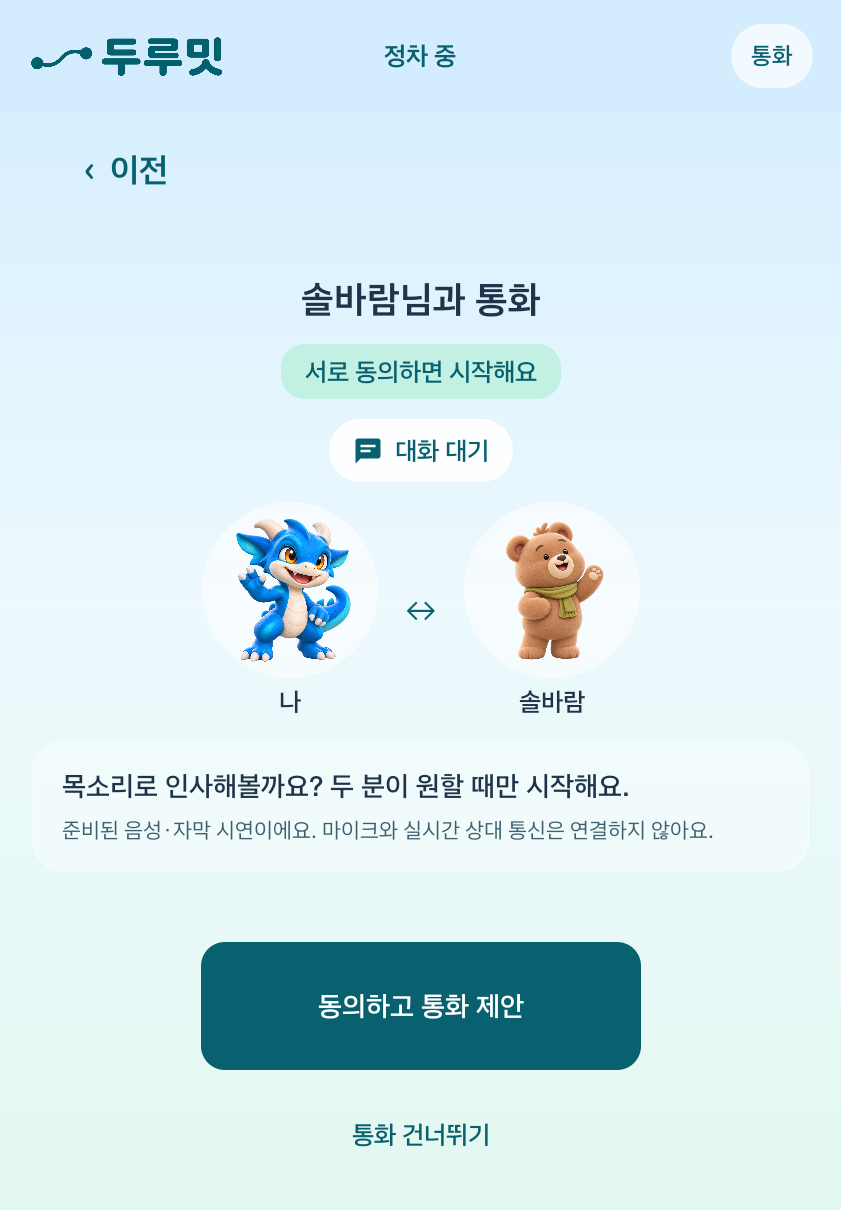 두루밋
정차 중
통화
‹ 이전
솔바람님과 통화
서로 동의하면 시작해요
대화 대기
나
솔바람
목소리로 인사해볼까요? 두 분이 원할 때만 시작해요.
준비된 음성·자막 시연이에요. 마이크와 실시간 상대 통신은 연결하지 않아요.
동의하고 통화 제안
통화 건너뛰기